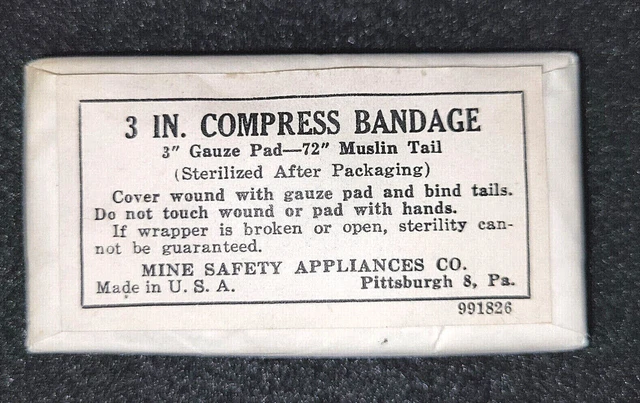 3 IN. COMPRESS BANDAGE
3" Gauze Pad—72" Muslin Tail
(Sterilized After Packaging)
Cover wound with gauze pad and bind tails.
Do not touch wound or pad with hands.
If wrapper is broken or open, sterility can-
not be guaranteed.
MINE SAFETY APPLIANCES CO.
Made in U. S. A. Pittsburgh 8, Pa.
991826